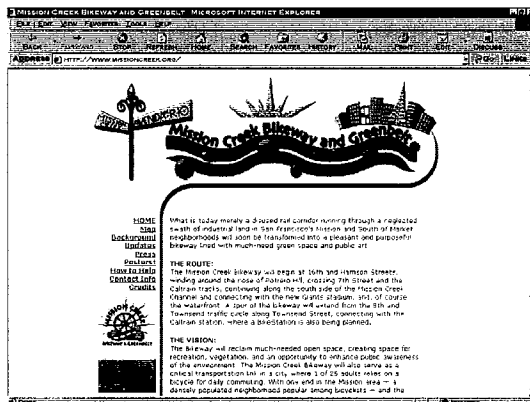 Mission Creek Bikeway and Greenbelt - Microsoft Internet Explorer
File Edit View Favorites Tools Help
Back Forward Stop Refresh Home Search Favorites History Mail Print Edit Discuss
Address http://www.missioncreek.org/ Go Links
Mission Creek Bikeway and Greenbelt
HOME
Map
Background
Updates
Press
Posters!
How to Help
Contact Info
Credits
MISSION CREEK
BIKEWAY & GREENBELT
What is today merely a disused rail corridor running through a neglected
swath of industrial land in San Francisco's Mission and South of Market
neighborhoods will soon be transformed into a pleasant and purposeful
bikeway lined with much-need green space and public art.
THE ROUTE:
The Mission Creek Bikeway will begin at 16th and Harrison Streets,
winding around the nose of Potrero Hill, crossing 7th Street and the
Caltrain tracks, continuing along the south side of the Mission Creek
Channel and connecting with the new Giants stadium, and, of course
the waterfront. A spur of the bikeway will extend from the 8th and
Townsend traffic circle along Townsend Street, connecting with the
Caltrain station, where a BikeStation is also being planned.
THE VISION:
The Bikeway will reclaim much-needed open space, creating space for
recreation, vegetation, and an opportunity to enhance public awareness
of the environment. The Mission Creek Bikeway will also serve as a
critical transportation link in a city where 1 of 25 adults relies on a
bicycle for daily commuting. With one end in the Mission area — a
densely populated neighborhood popular among bicyclists — and the